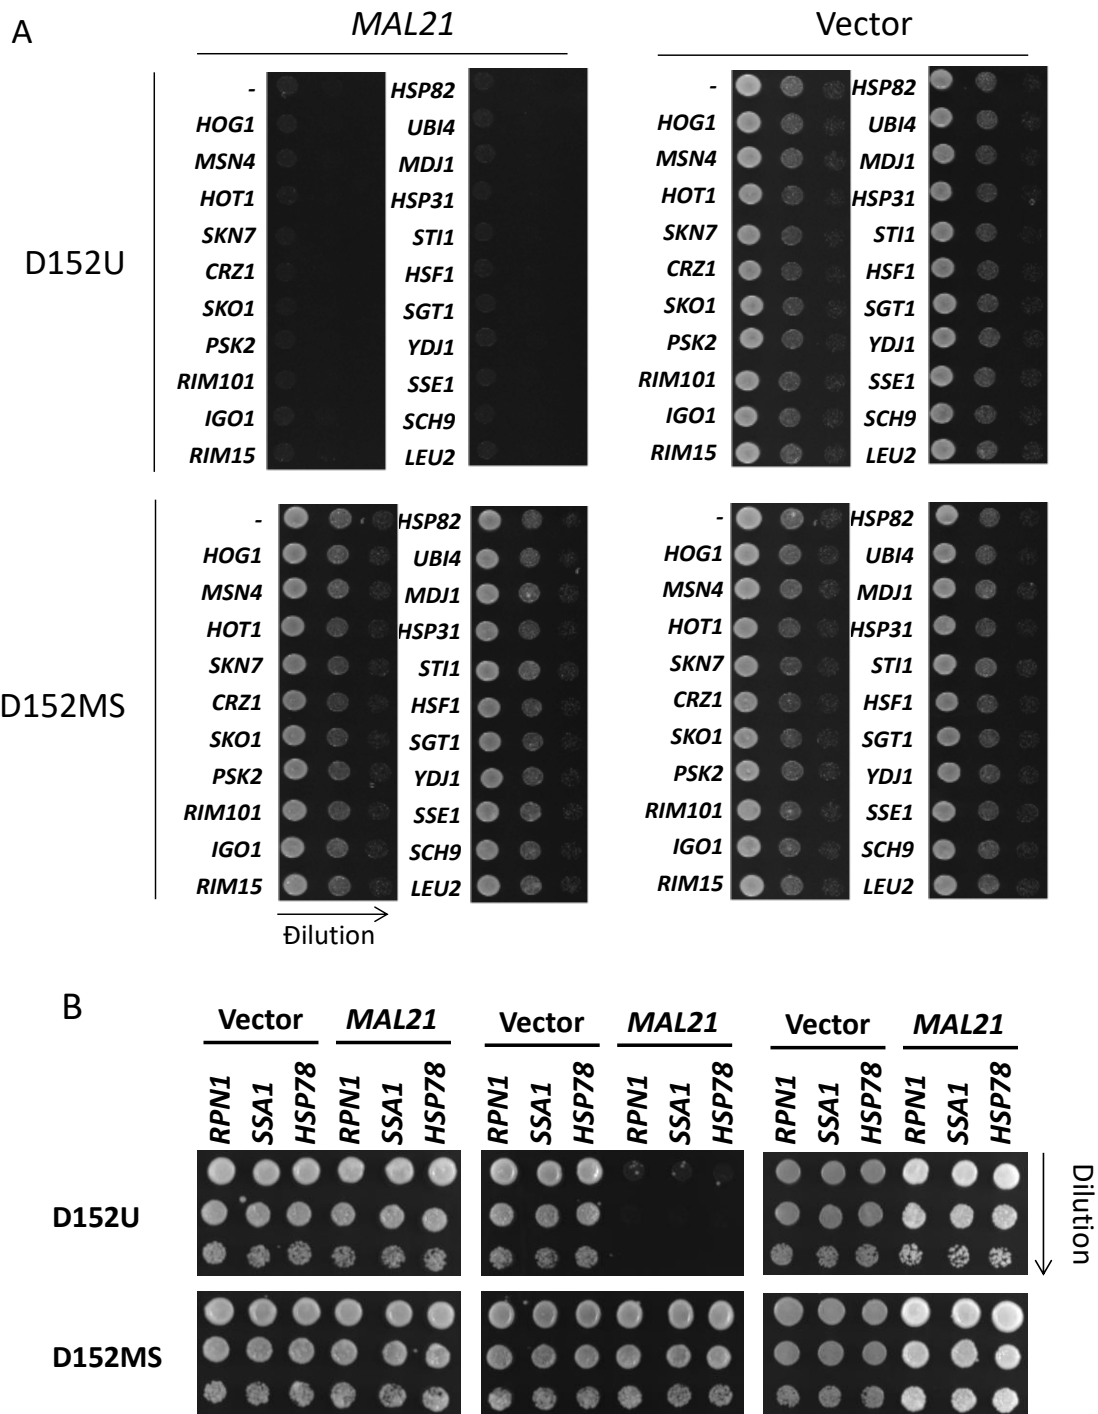 A
MAL21 Vector
D152U
- HSP82 - HSP82
HOG1 UBI4 HOG1 UBI4
MSN4 MDJ1 MSN4 MDJ1
HOT1 HSP31 HOT1 HSP31
SKN7 STI1 SKN7 STI1
CRZ1 HSF1 CRZ1 HSF1
SKO1 SGT1 SKO1 SGT1
PSK2 YDJ1 PSK2 YDJ1
RIM101 SSE1 RIM101 SSE1
IGO1 SCH9 IGO1 SCH9
RIM15 LEU2 RIM15 LEU2
D152MS
- HSP82 - HSP82
HOG1 UBI4 HOG1 UBI4
MSN4 MDJ1 MSN4 MDJ1
HOT1 HSP31 HOT1 HSP31
SKN7 STI1 SKN7 STI1
CRZ1 HSF1 CRZ1 HSF1
SKO1 SGT1 SKO1 SGT1
PSK2 YDJ1 PSK2 YDJ1
RIM101 SSE1 RIM101 SSE1
IGO1 SCH9 IGO1 SCH9
RIM15 LEU2 RIM15 LEU2
Dilution
B
Vector MAL21 Vector MAL21 Vector MAL21
RPN1 SSA1 HSP78 RPN1 SSA1 HSP78 RPN1 SSA1 HSP78 RPN1 SSA1 HSP78 RPN1 SSA1 HSP78 RPN1 SSA1 HSP78
D152U
Dilution
D152MS